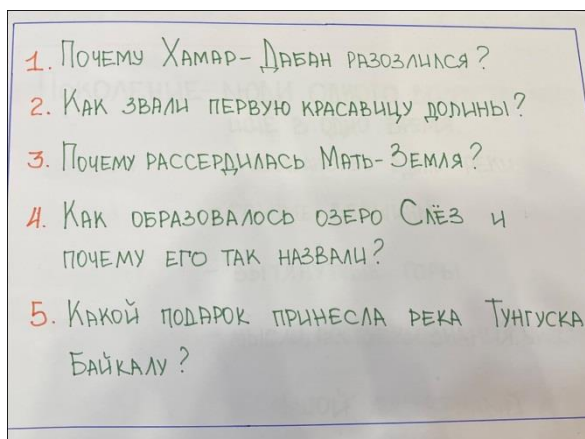 1. Почему Хамар-Дабан разозлился?
2. Как звали первую красавицу долины?
3. Почему рассердилась Мать-Земля?
4. Как образовалось озеро Слёз и
почему его так назвали?
5. Какой подарок принесла река Тунгуска
Байкалу?